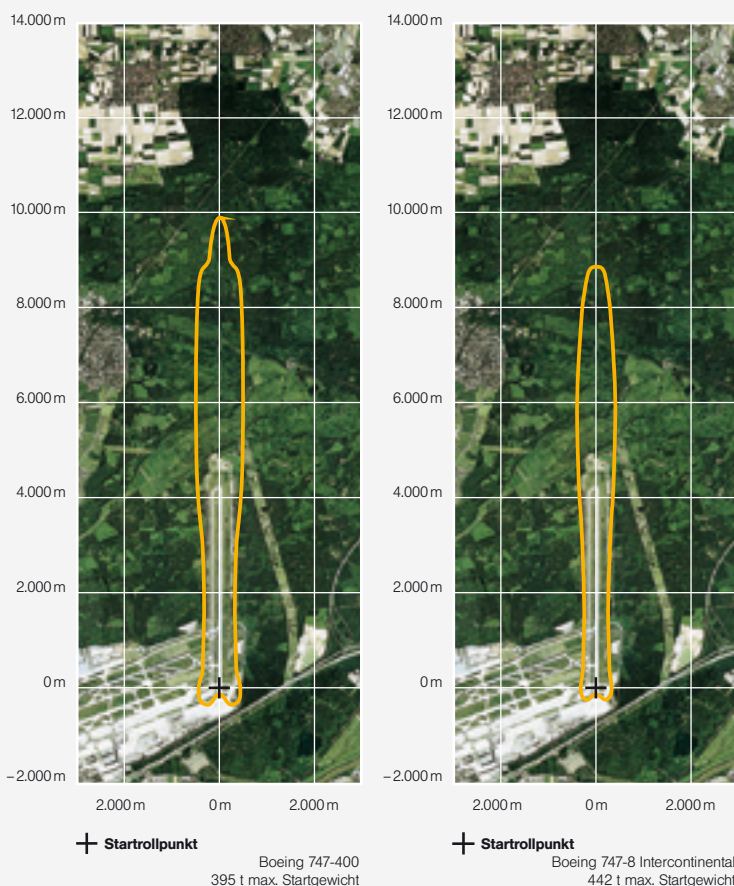 14.000 m
12.000 m
10.000 m
8.000 m
6.000 m
4.000 m
2.000 m
0 m
– 2.000 m
2.000 m 0 m 2.000 m
Startrollpunkt
Boeing 747-400
395 t max. Startgewicht
14.000 m
12.000 m
10.000 m
8.000 m
6.000 m
4.000 m
2.000 m
0 m
– 2.000 m
2.000 m 0 m 2.000 m
Startrollpunkt
Boeing 747-8 Intercontinental
442 t max. Startgewicht